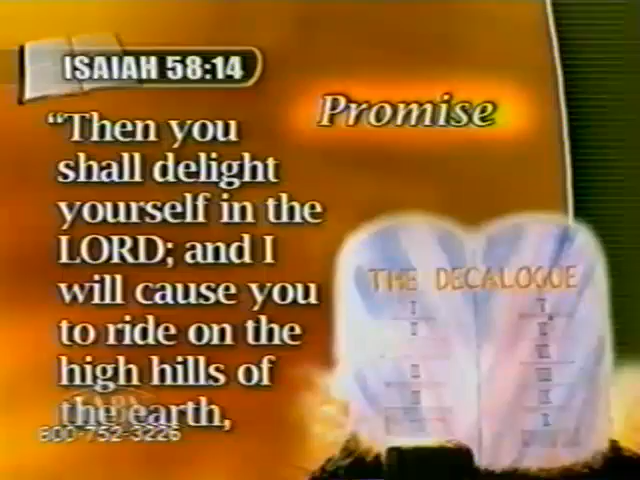 ISAIAH 58:14
Promise
“Then you
shall delight
yourself in the
LORD; and I
will cause you
to ride on the
high hills of
the earth,
800-752-3226
THE DECALOGUE